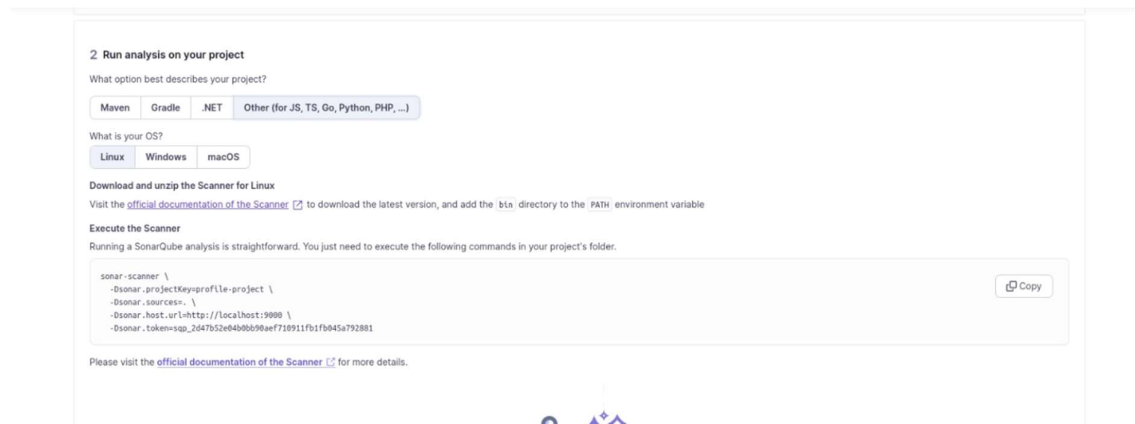 2 Run analysis on your project
What option best describes your project?
Maven Gradle .NET Other (for JS, TS, Go, Python, PHP, ...)
What is your OS?
Linux Windows macOS
Download and unzip the Scanner for Linux
Visit the official documentation of the Scanner to download the latest version, and add the bin directory to the PATH environment variable
Execute the Scanner
Running a SonarQube analysis is straightforward. You just need to execute the following commands in your project's folder.
sonar-scanner \
-Dsonar.projectKey=profile-project \
-Dsonar.sources=. \
-Dsonar.host.url=http://localhost:9000 \
-Dsonar.token=sqp_2d47b52e04b0bb90aef710911fb1fb045a792881
Copy
Please visit the official documentation of the Scanner for more details.